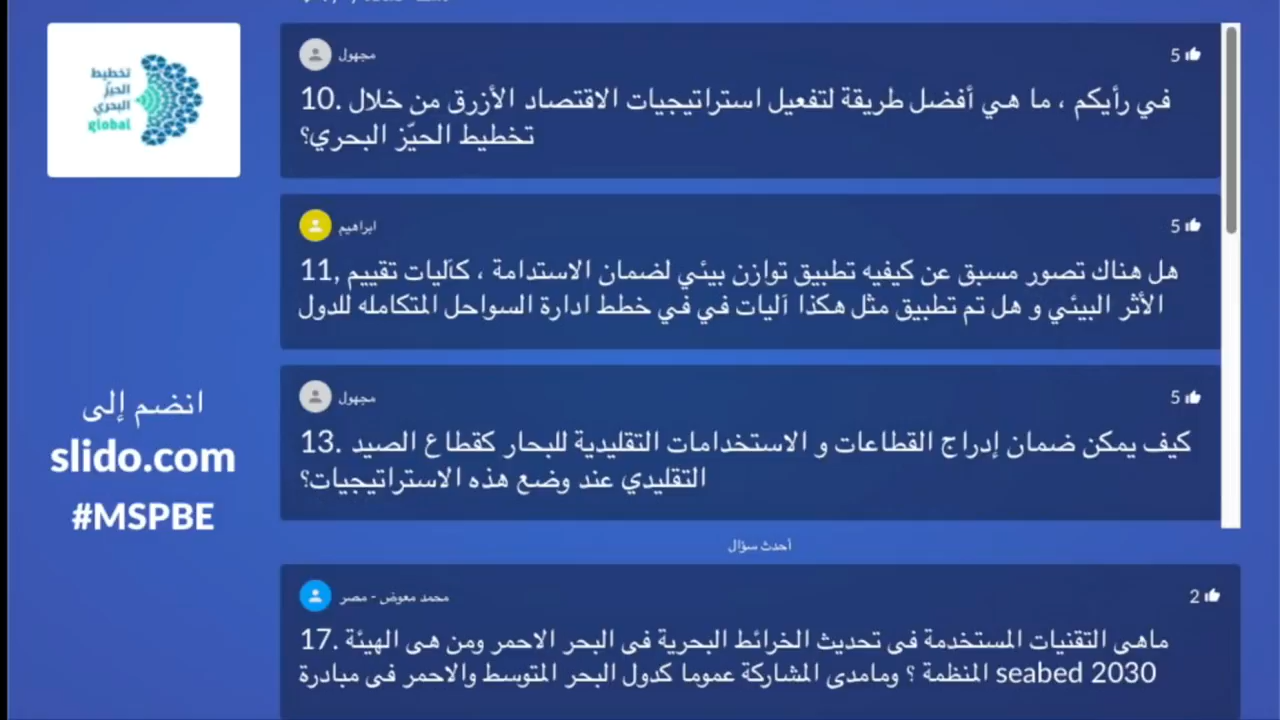 تخطيط
الحيّز
البحري
global
انضم إلى
slido.com
#MSPBE
مجهول
5
10. في رأيكم ، ما هي أفضل طريقة لتفعيل استراتيجيات الاقتصاد الأزرق من خلال
تخطيط الحيّز البحري؟
ابراهيم
5
11, هل هناك تصور مسبق عن كيفيه تطبيق توازن بيئي لضمان الاستدامة ، كآليات تقييم
الأثر البيئي و هل تم تطبيق مثل هكذا آليات في في خطط ادارة السواحل المتكامله للدول
مجهول
5
13. كيف يمكن ضمان إدراج القطاعات و الاستخدامات التقليدية للبحار كقطاع الصيد
التقليدي عند وضع هذه الاستراتيجيات؟
أحدث سؤال
محمد معوض - مصر
2
17. ماهى التقنيات المستخدمة فى تحديث الخرائط البحرية فى البحر الاحمر ومن هى الهيئة
المنظمة ؟ ومامدى المشاركة عموما كدول البحر المتوسط والاحمر فى مبادرة seabed 2030